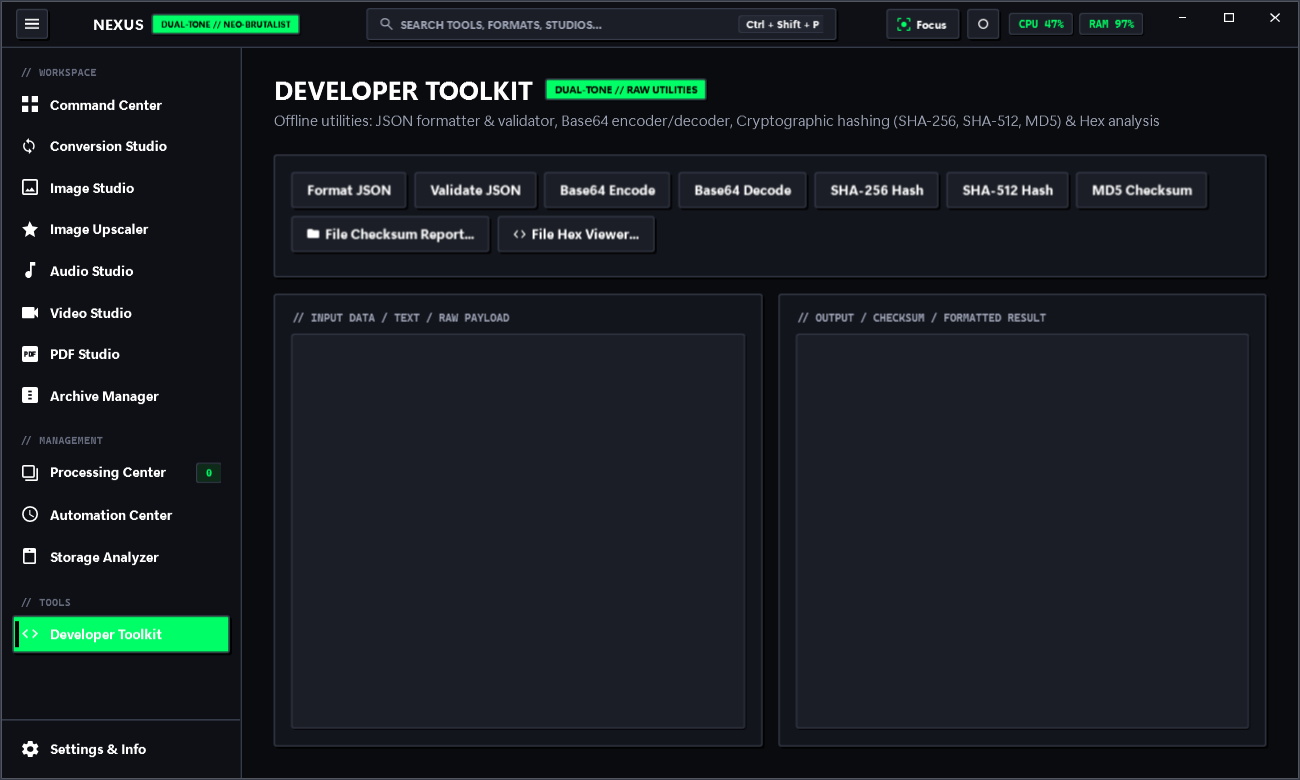 NEXUS DUAL-TONE // NEO-BRUTALIST SEARCH TOOLS, FORMATS, STUDIOS... Ctrl + Shift + P Focus CPU 47% RAM 97%
// WORKSPACE
Command Center
Conversion Studio
Image Studio
Image Upscaler
Audio Studio
Video Studio
PDF PDF Studio
Archive Manager
// MANAGEMENT
Processing Center 0
Automation Center
Storage Analyzer
// TOOLS
Developer Toolkit
Settings & Info
DEVELOPER TOOLKIT DUAL-TONE // RAW UTILITIES
Offline utilities: JSON formatter & validator, Base64 encoder/decoder, Cryptographic hashing (SHA-256, SHA-512, MD5) & Hex analysis
Format JSON Validate JSON Base64 Encode Base64 Decode SHA-256 Hash SHA-512 Hash MD5 Checksum
File Checksum Report... File Hex Viewer...
// INPUT DATA / TEXT / RAW PAYLOAD
// OUTPUT / CHECKSUM / FORMATTED RESULT